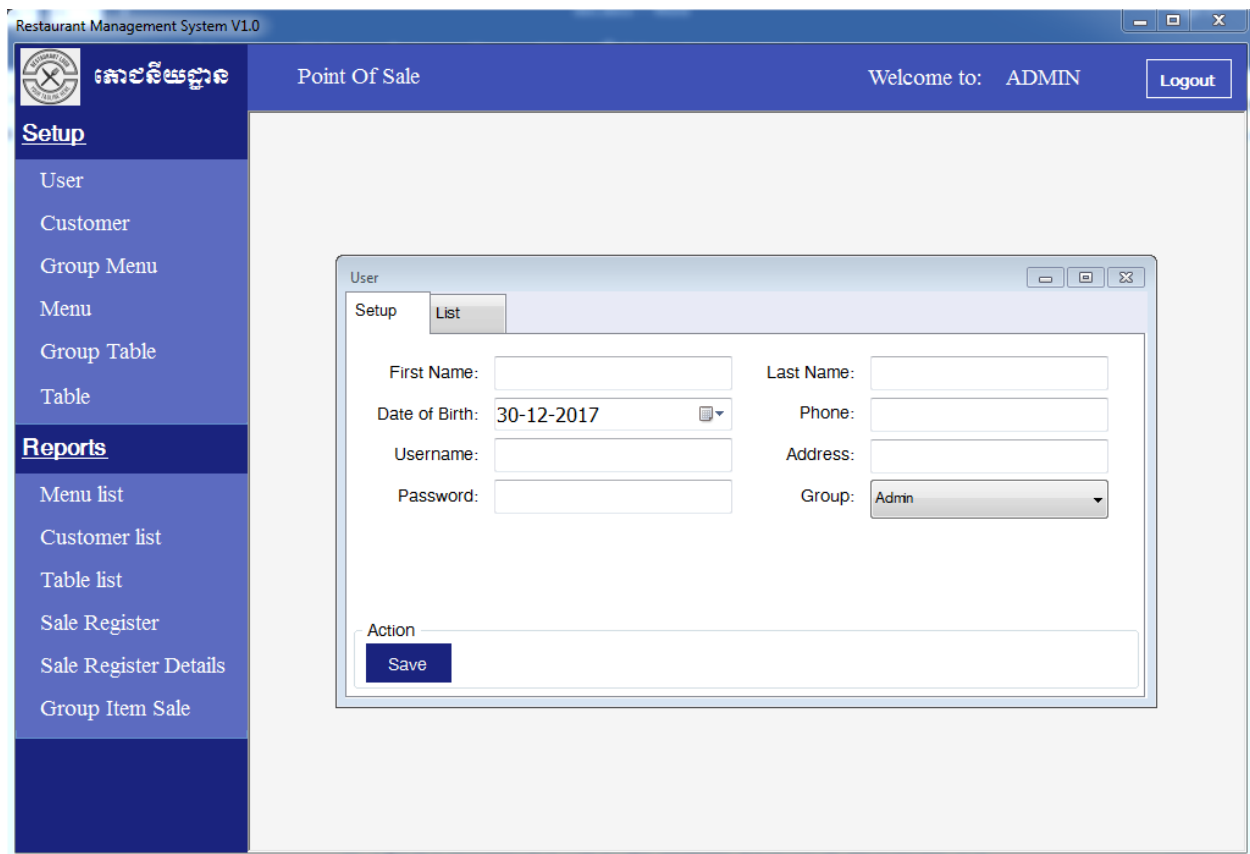 Restaurant Management System V1.0
ភោជនីយដ្ឋាន
Point Of Sale
Welcome to: ADMIN
Logout
Setup
User
Customer
Group Menu
Menu
Group Table
Table
Reports
Menu list
Customer list
Table list
Sale Register
Sale Register Details
Group Item Sale
User
Setup
List
First Name:
Last Name:
Date of Birth: 30-12-2017
Phone:
Username:
Address:
Password:
Group: Admin
Action
Save